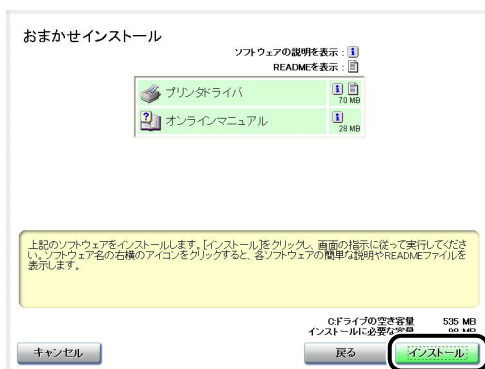 おまかせインストール
ソフトウェアの説明を表示 :
READMEを表示 :
プリンタドライバ
70 MB
オンラインマニュアル
28 MB
上記のソフトウェアをインストールします。[インストール]をクリックし、画面の指示に従って実行してくださ
い。ソフトウェア名の右横のアイコンをクリックすると、各ソフトウェアの簡単な説明やREADMEファイルを
表示します。
C:ドライブの空き容量 535 MB
インストールに必要な容量 98 MB
キャンセル 戻る インストール